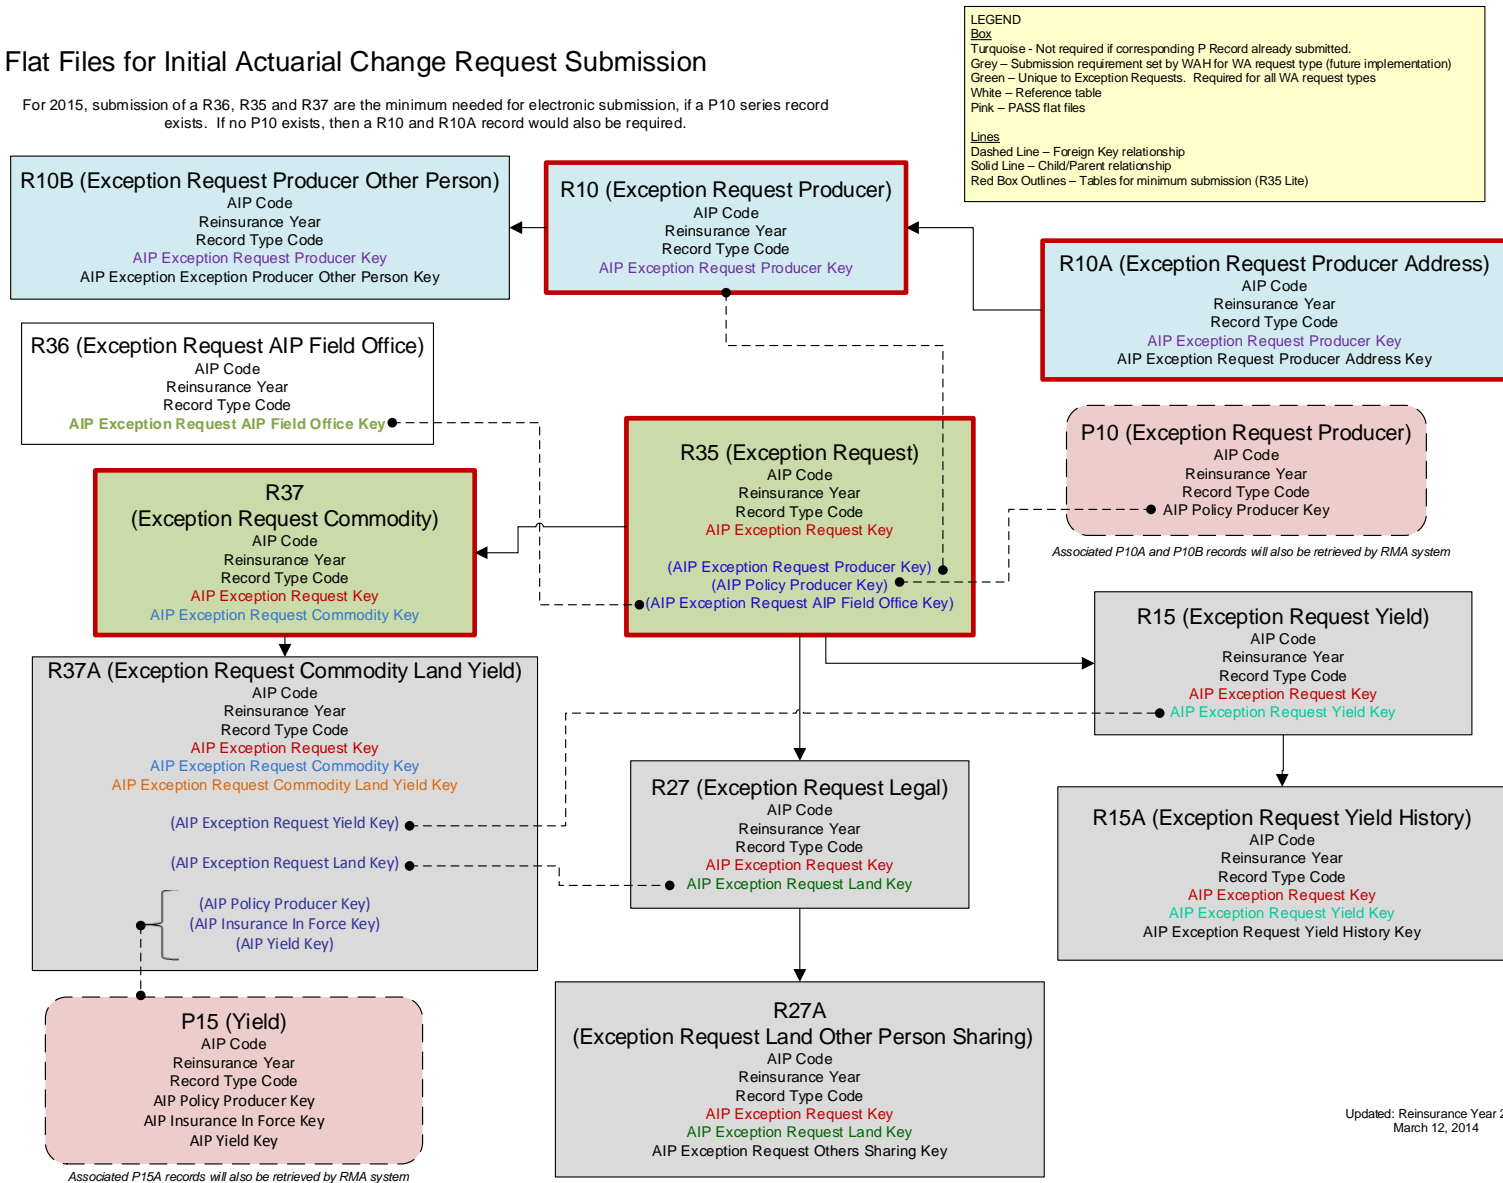 Flat Files for Initial Actuarial Change Request Submission
For 2015, submission of a R36, R35 and R37 are the minimum needed for electronic submission, if a P10 series record
exists.  If no P10 exists, then a R10 and R10A record would also be required.
LEGEND
Box
Turquoise - Not required if corresponding P Record already submitted.
Grey – Submission requirement set by WAH for WA request type (future implementation)
Green – Unique to Exception Requests.  Required for all WA request types
White – Reference table
Pink – PASS flat files
Lines
Dashed Line – Foreign Key relationship
Solid Line – Child/Parent relationship
Red Box Outlines – Tables for minimum submission (R35 Lite)
R10B (Exception Request Producer Other Person)
AIP Code
Reinsurance Year
Record Type Code
AIP Exception Request Producer Key
AIP Exception Exception Producer Other Person Key
R10 (Exception Request Producer)
AIP Code
Reinsurance Year
Record Type Code
AIP Exception Request Producer Key
R10A (Exception Request Producer Address)
AIP Code
Reinsurance Year
Record Type Code
AIP Exception Request Producer Key
AIP Exception Request Producer Address Key
R36 (Exception Request AIP Field Office)
AIP Code
Reinsurance Year
Record Type Code
AIP Exception Request AIP Field Office Key
R35 (Exception Request)
AIP Code
Reinsurance Year
Record Type Code
AIP Exception Request Key
(AIP Exception Request Producer Key)
(AIP Policy Producer Key)
(AIP Exception Request AIP Field Office Key)
P10 (Exception Request Producer)
AIP Code
Reinsurance Year
Record Type Code
AIP Policy Producer Key
Associated P10A and P10B records will also be retrieved by RMA system
R37
(Exception Request Commodity)
AIP Code
Reinsurance Year
Record Type Code
AIP Exception Request Key
AIP Exception Request Commodity Key
R15 (Exception Request Yield)
AIP Code
Reinsurance Year
Record Type Code
AIP Exception Request Key
AIP Exception Request Yield Key
R37A (Exception Request Commodity Land Yield)
AIP Code
Reinsurance Year
Record Type Code
AIP Exception Request Key
AIP Exception Request Commodity Key
AIP Exception Request Commodity Land Yield Key
(AIP Exception Request Yield Key)
(AIP Exception Request Land Key)
(AIP Policy Producer Key)
(AIP Insurance In Force Key)
(AIP Yield Key)
R27 (Exception Request Legal)
AIP Code
Reinsurance Year
Record Type Code
AIP Exception Request Key
AIP Exception Request Land Key
R15A (Exception Request Yield History)
AIP Code
Reinsurance Year
Record Type Code
AIP Exception Request Key
AIP Exception Request Yield Key
AIP Exception Request Yield History Key
P15 (Yield)
AIP Code
Reinsurance Year
Record Type Code
AIP Policy Producer Key
AIP Insurance In Force Key
AIP Yield Key
Associated P15A records will also be retrieved by RMA system
R27A
(Exception Request Land Other Person Sharing)
AIP Code
Reinsurance Year
Record Type Code
AIP Exception Request Key
AIP Exception Request Land Key
AIP Exception Request Others Sharing Key
Updated: Reinsurance Year
March 12, 2014